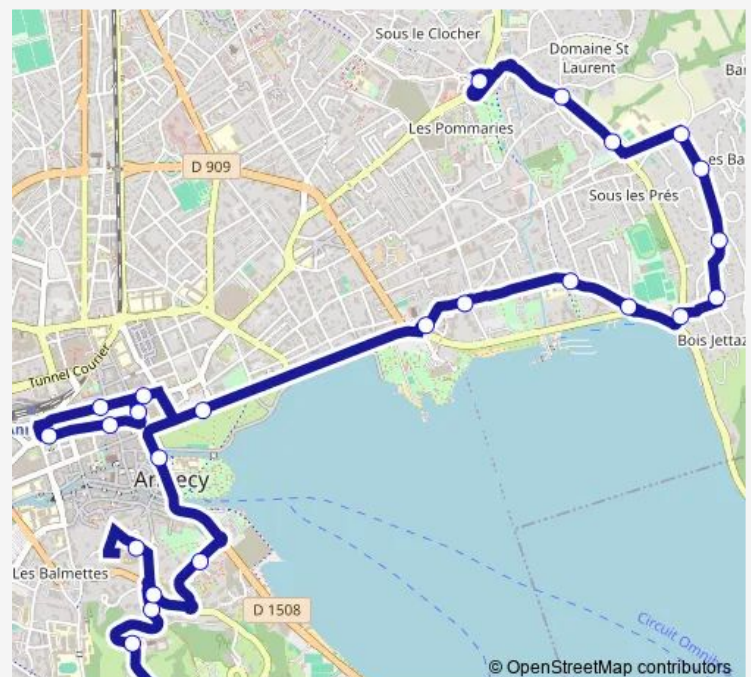 Sous le Clocher
Domaine St
Laurent
Les Pommaries
D 909
Sous les Prés
Bois Jettaz
Tunnel Courier
Les Balmettes
D 1508
Circuit
© OpenStreetMap contributors